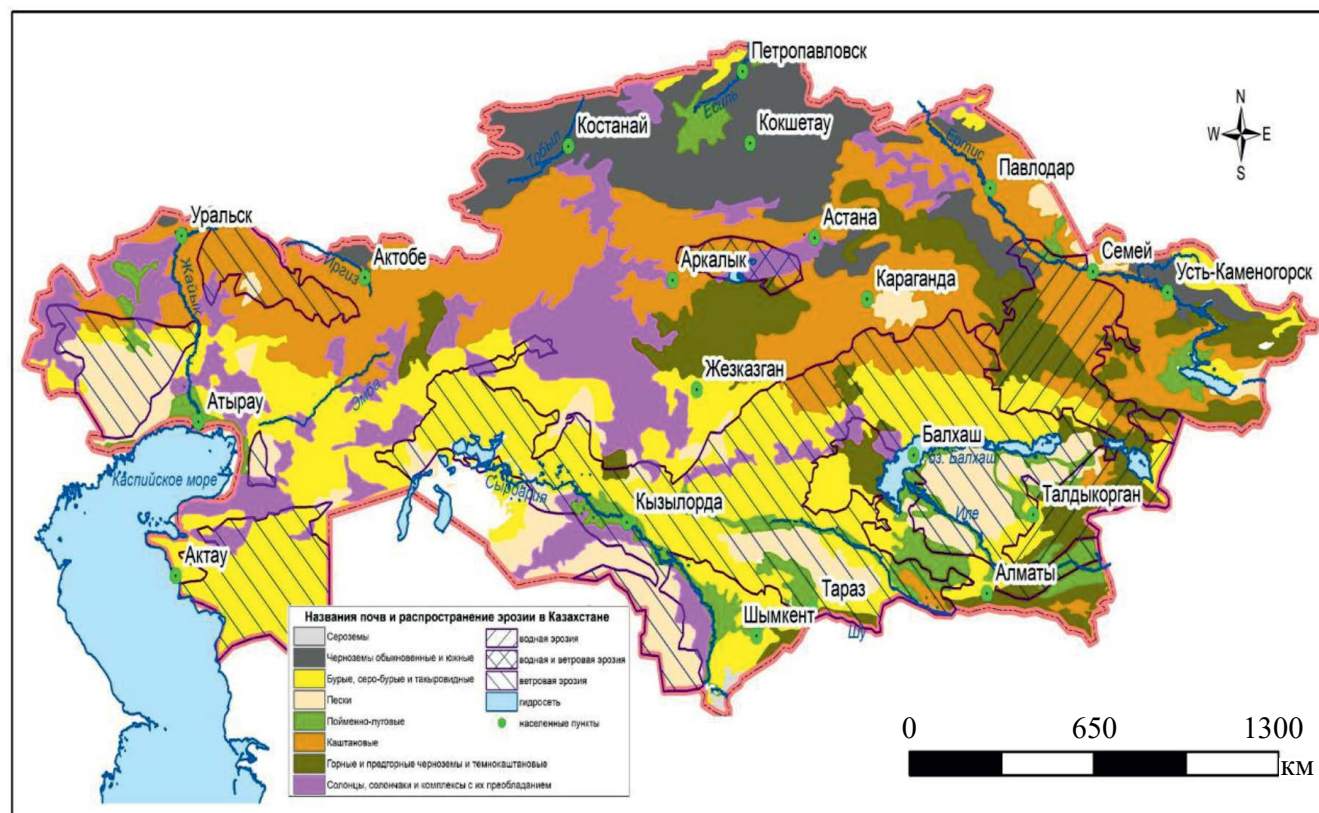 Петропавловск
Есиль
Костанай
Тобыл
Кокшетау
N
W E
S
Ертис
Павлодар
Уральск
Жайык
Актобе
Иргиз
Астана
Аркалык
Семей
Усть-Каменогорск
Караганда
Жезказган
Эмба
Атырау
Каспийское море
Балхаш
оз. Балхаш
Сырдария
Кызылорда
Талдыкорган
Иле
Актау
Тараз
Алматы
Шымкент
Шу
Названия почв и распространение эрозии в Казахстане
Сероземы
Черноземы обыкновенные и южные
Бурые, серо-бурые и такыровидные
Пески
Пойменно-луговые
Каштановые
Горные и предгорные черноземы и темнокаштановые
Солонцы, солончаки и комплексы с их преобладанием
водная эрозия
водная и ветровая эрозия
ветровая эрозия
гидросеть
населенные пункты
0 650 1300
км